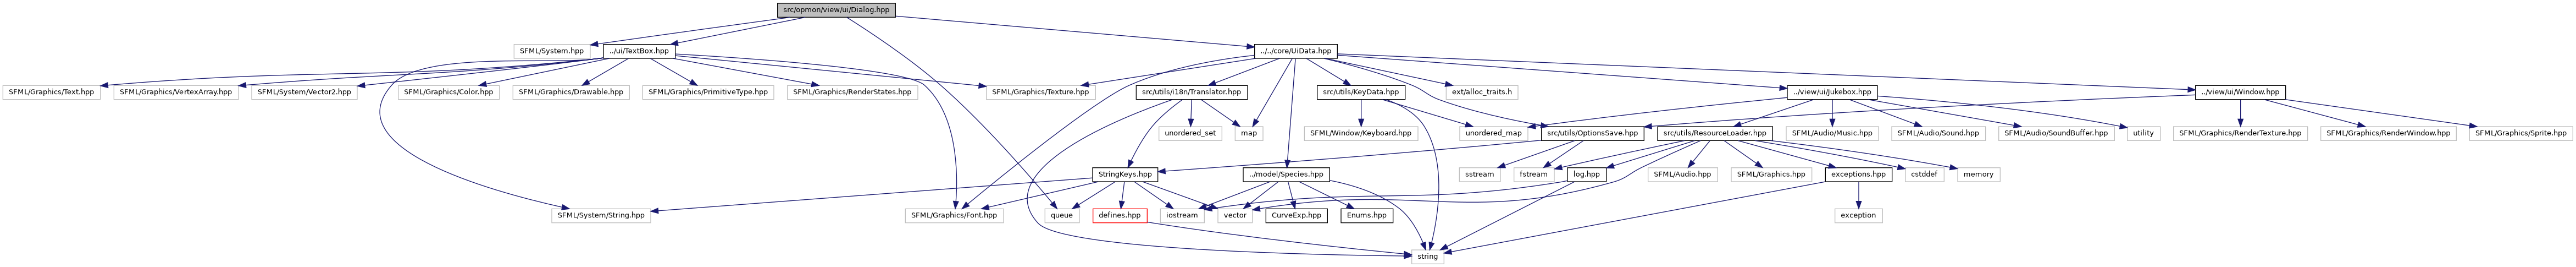 src/opmon/view/ui/Dialog.hpp
SFML/System.hpp
../ui/TextBox.hpp
../../core/UiData.hpp
SFML/Graphics/Text.hpp
SFML/Graphics/VertexArray.hpp
SFML/System/Vector2.hpp
SFML/Graphics/Color.hpp
SFML/Graphics/Drawable.hpp
SFML/Graphics/PrimitiveType.hpp
SFML/Graphics/RenderStates.hpp
SFML/Graphics/Texture.hpp
src/utils/i18n/Translator.hpp
src/utils/KeyData.hpp
ext/alloc_traits.h
../view/ui/Jukebox.hpp
../view/ui/Window.hpp
unordered_set
map
SFML/Window/Keyboard.hpp
unordered_map
src/utils/OptionsSave.hpp
src/utils/ResourceLoader.hpp
SFML/Audio/Music.hpp
SFML/Audio/Sound.hpp
SFML/Audio/SoundBuffer.hpp
utility
SFML/Graphics/RenderTexture.hpp
SFML/Graphics/RenderWindow.hpp
SFML/Graphics/Sprite.hpp
StringKeys.hpp
../model/Species.hpp
sstream
fstream
log.hpp
SFML/Audio.hpp
SFML/Graphics.hpp
exceptions.hpp
cstddef
memory
SFML/System/String.hpp
SFML/Graphics/Font.hpp
queue
defines.hpp
iostream
vector
CurveExp.hpp
Enums.hpp
exception
string